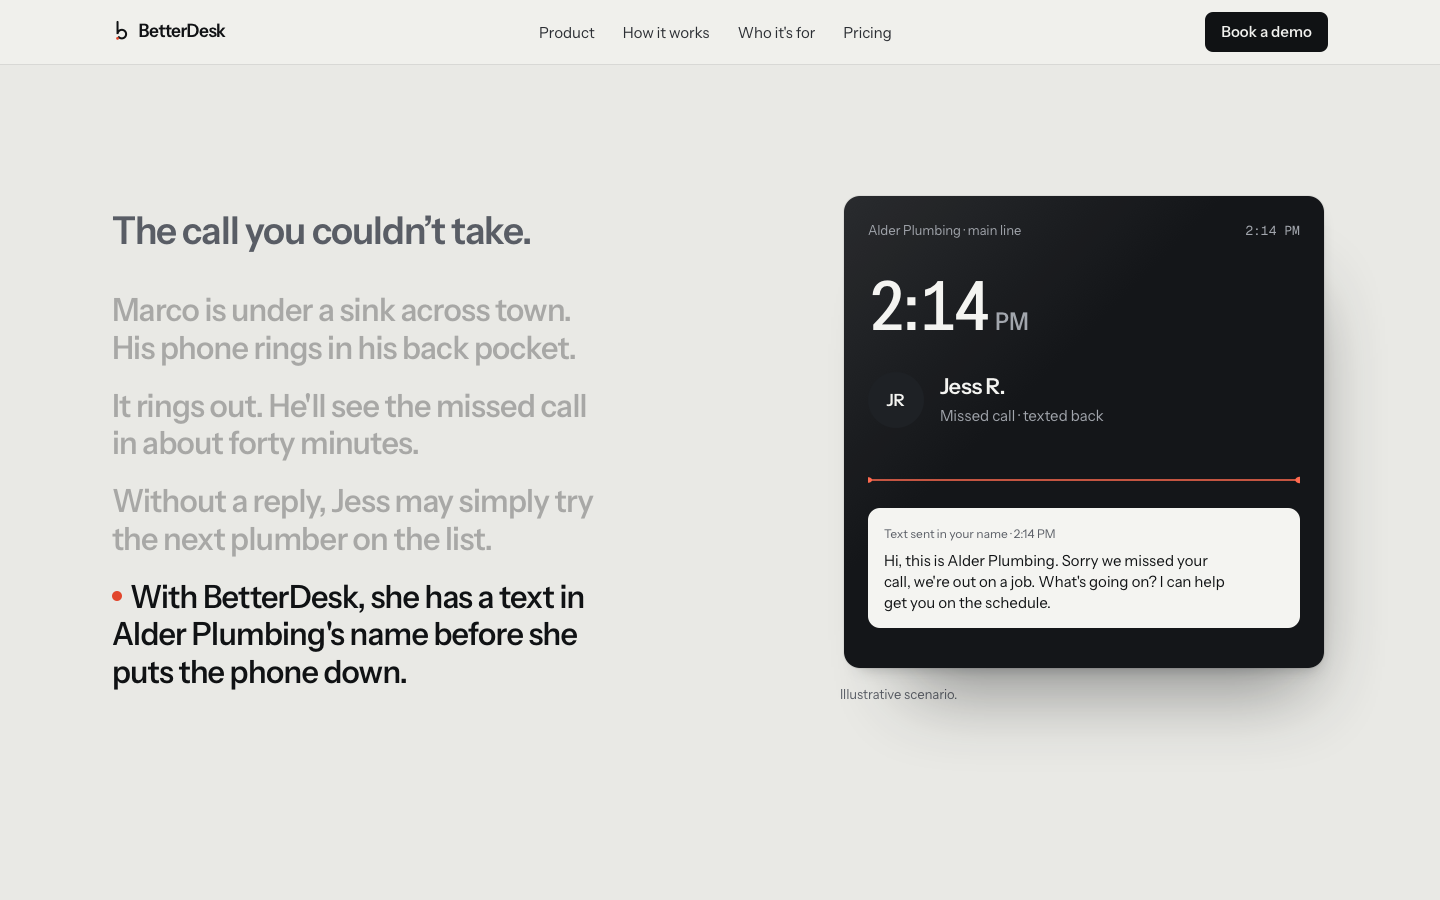 BetterDesk
Product
How it works
Who it's for
Pricing
Book a demo
The call you couldn’t take.
Marco is under a sink across town.
His phone rings in his back pocket.
It rings out. He'll see the missed call
in about forty minutes.
Without a reply, Jess may simply try
the next plumber on the list.
With BetterDesk, she has a text in
Alder Plumbing's name before she
puts the phone down.
Alder Plumbing · main line
2:14 PM
2:14 PM
JR
Jess R.
Missed call · texted back
Text sent in your name · 2:14 PM
Hi, this is Alder Plumbing. Sorry we missed your
call, we're out on a job. What's going on? I can help
get you on the schedule.
Illustrative scenario.